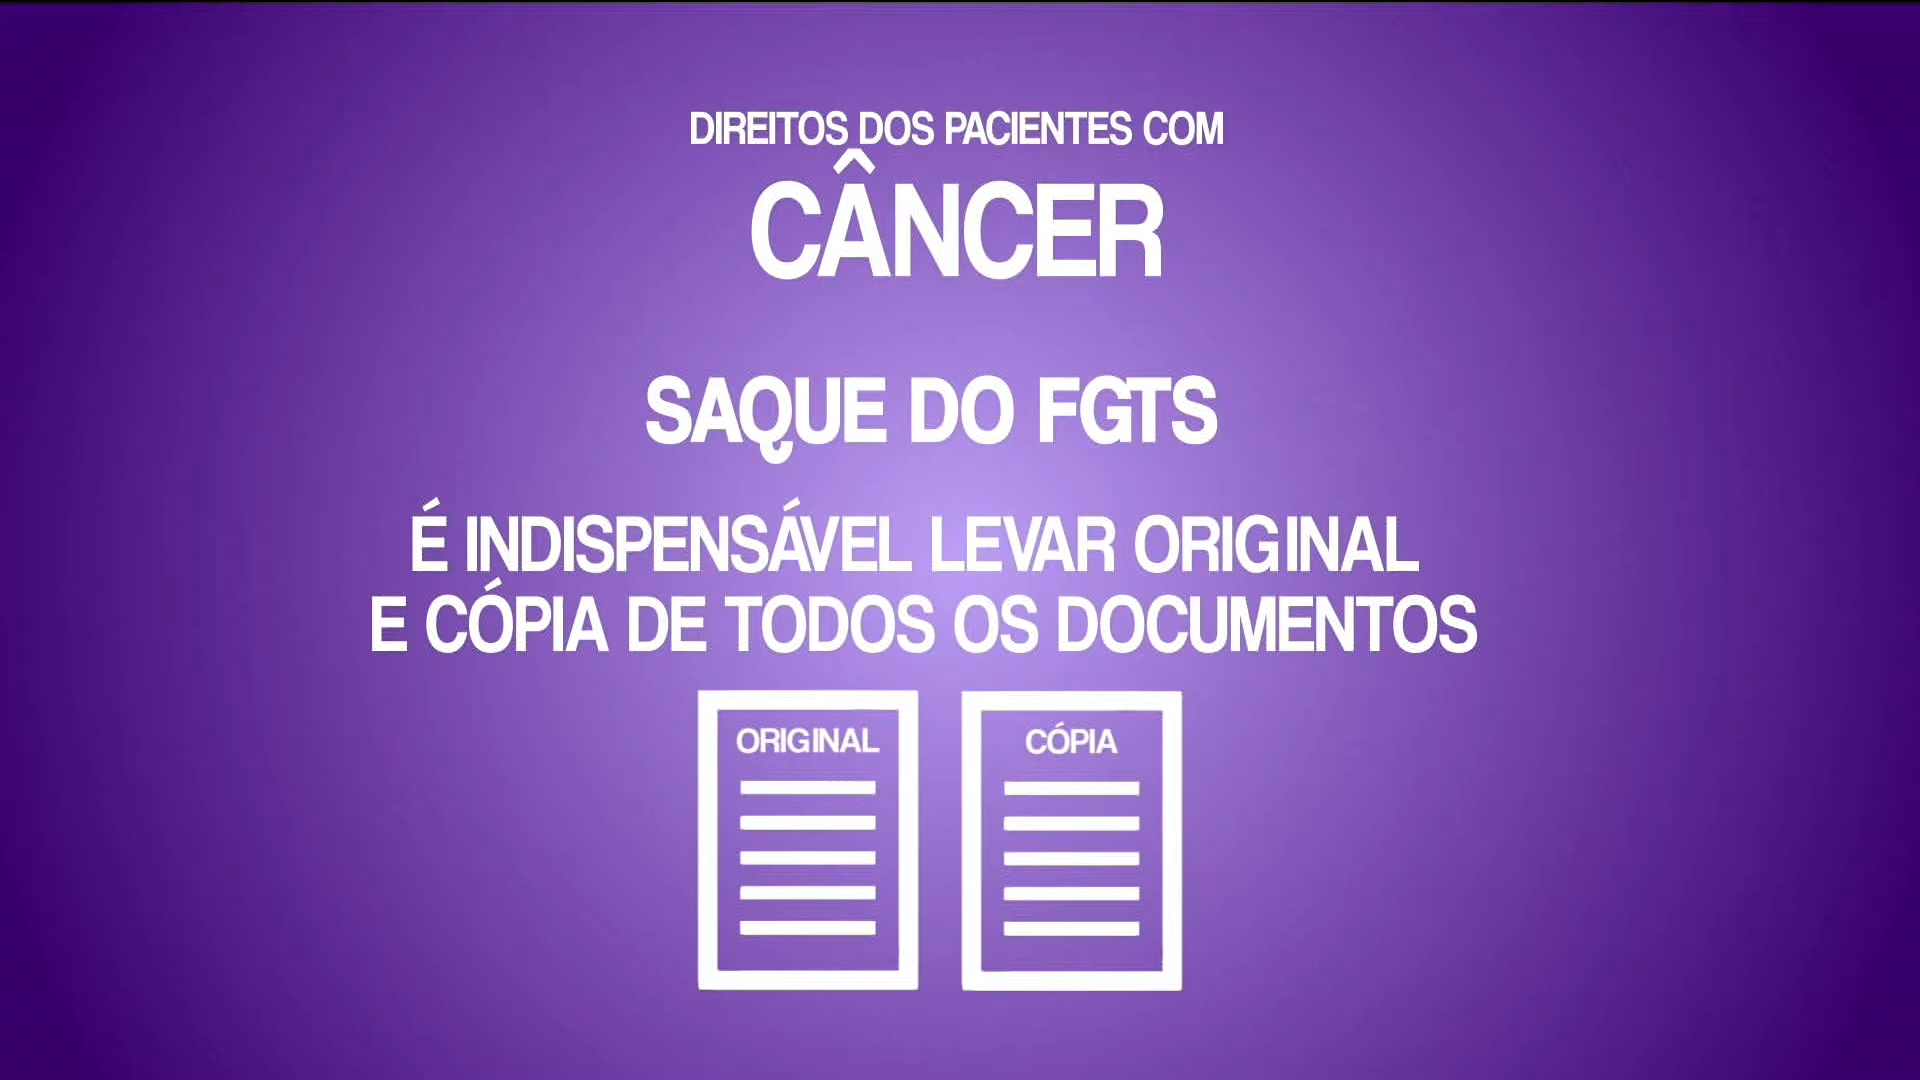 DIREITOS DOS PACIENTES COM
CÂNCER
SAQUE DO FGTS
É INDISPENSÁVEL LEVAR ORIGINAL
E CÓPIA DE TODOS OS DOCUMENTOS
ORIGINAL
CÓPIA